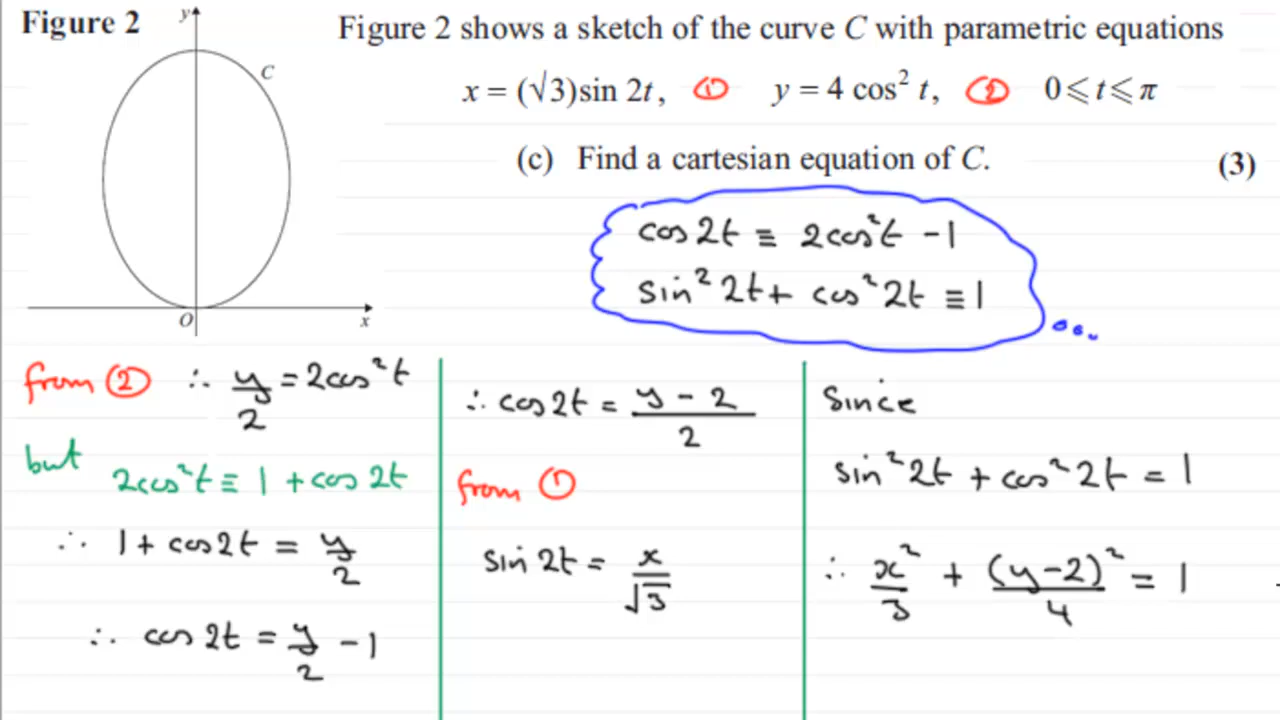 Figure 2
y
C
O
x
Figure 2 shows a sketch of the curve C with parametric equations
x = (√3)sin 2t, ① y = 4 cos² t, ② 0 ⩽ t ⩽ π
(c) Find a cartesian equation of C.
(3)
cos 2t ≡ 2cos²t − 1
sin² 2t + cos² 2t ≡ 1
from ② ∴ y/2 = 2cos²t
but 2cos²t ≡ 1 + cos 2t
∴ 1 + cos 2t = y/2
∴ cos 2t = y/2 − 1
∴ cos 2t = (y − 2)/2
from ①
sin 2t = x/√3
Since
sin² 2t + cos² 2t = 1
∴ x²/3 + (y−2)²/4 = 1